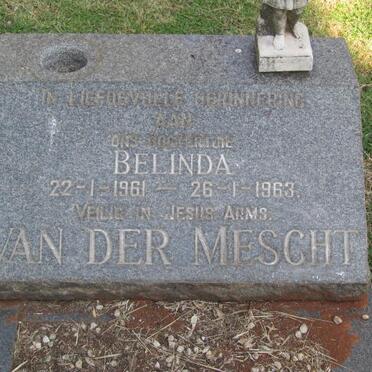 IN LIEFDEVOLLE HERINNERING
AAN
ONS DOGTERTJIE
BELINDA
22-1-1961 — 26-1-1963.
VEILIG IN JESUS ARMS.
VAN DER MESCHT